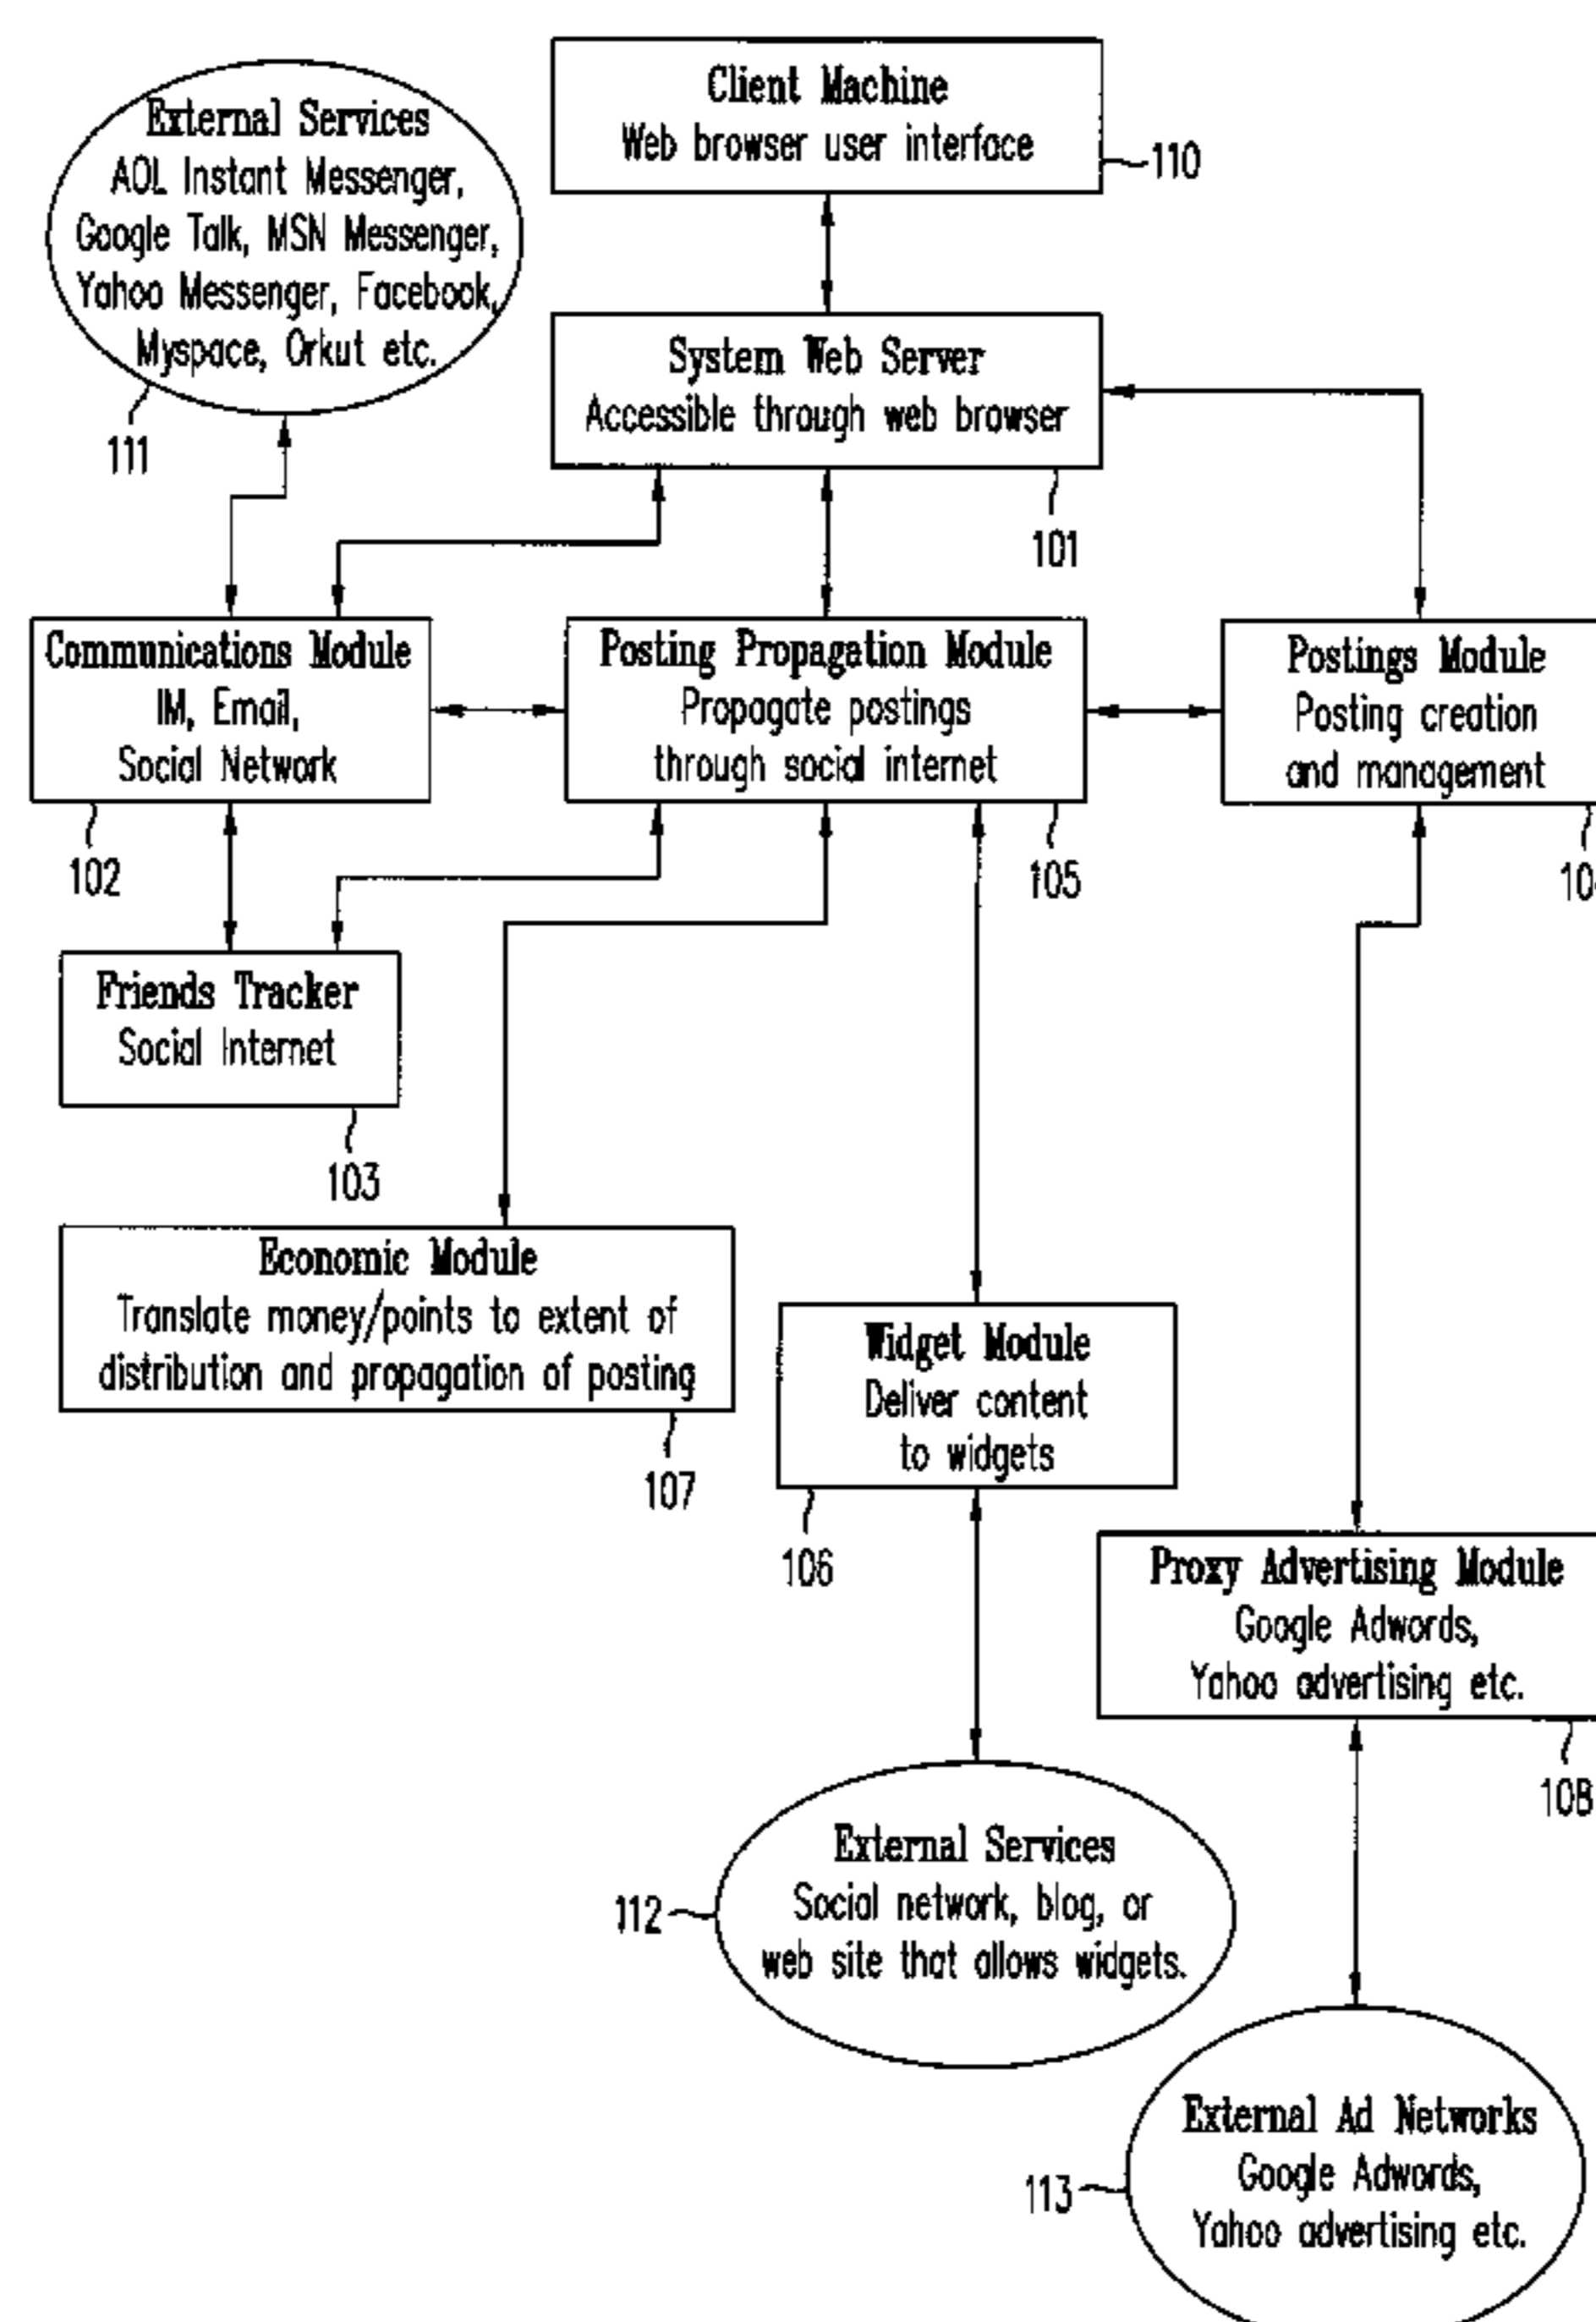 Client Machine
Web browser user interface
110
External Services
AOL Instant Messenger,
Google Talk, MSN Messenger,
Yahoo Messenger, Facebook,
Myspace, Orkut etc.
111
System Web Server
Accessible through web browser
101
Communications Module
IM, Email,
Social Network
102
Posting Propagation Module
Propagate postings
through social internet
105
Postings Module
Posting creation
and management
Friends Tracker
Social Internet
103
Economic Module
Translate money/points to extent of
distribution and propagation of posting
107
Widget Module
Deliver content
to widgets
106
Proxy Advertising Module
Google Adwords,
Yahoo advertising etc.
108
External Services
Social network, blog, or
web site that allows widgets.
112
External Ad Networks
Google Adwords,
Yahoo advertising etc.
113